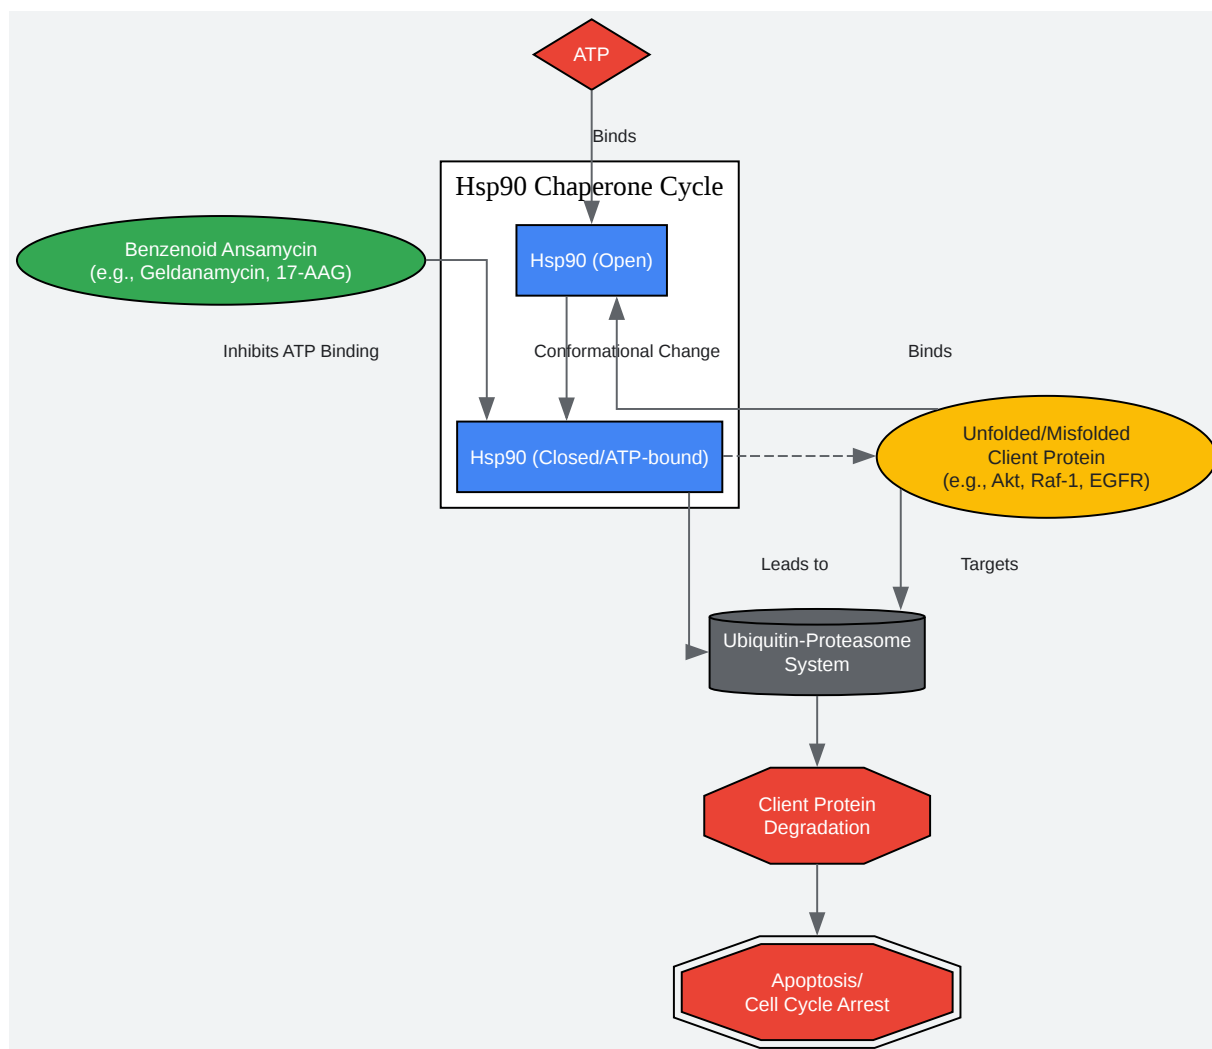 ATP
Binds
Hsp90 Chaperone Cycle
Benzenoid Ansamycin
(e.g., Geldanamycin, 17-AAG)
Hsp90 (Open)
Inhibits ATP Binding
Conformational Change
Binds
Unfolded/Misfolded
Client Protein
(e.g., Akt, Raf-1, EGFR)
Hsp90 (Closed/ATP-bound)
Leads to
Targets
Ubiquitin-Proteasome
System
Client Protein
Degradation
Apoptosis/
Cell Cycle Arrest